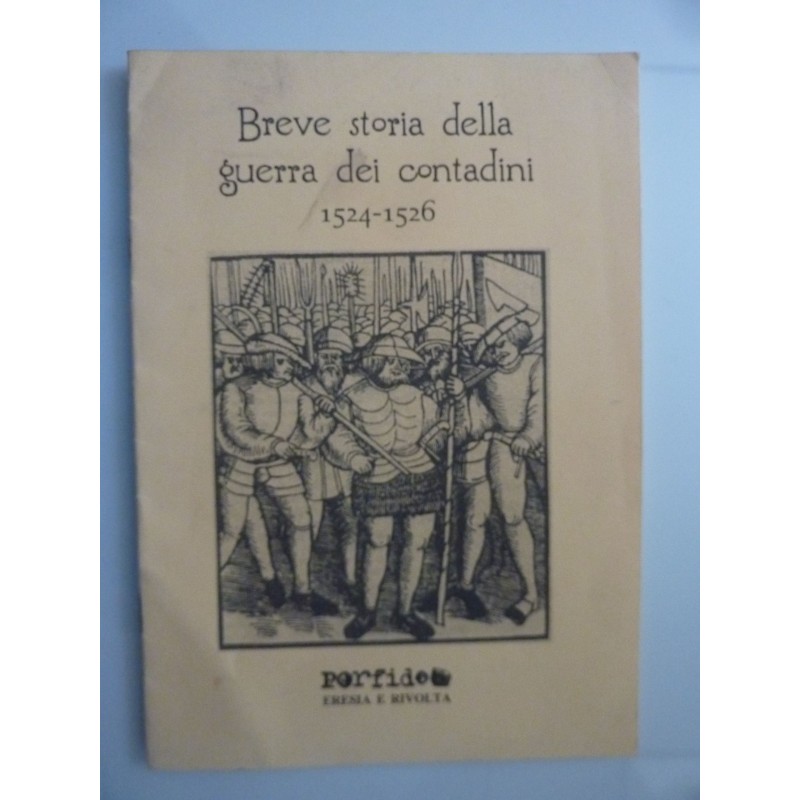 Breve storia della
guerra dei contadini
1524-1526
Porfido
ERESIA E RIVOLTA